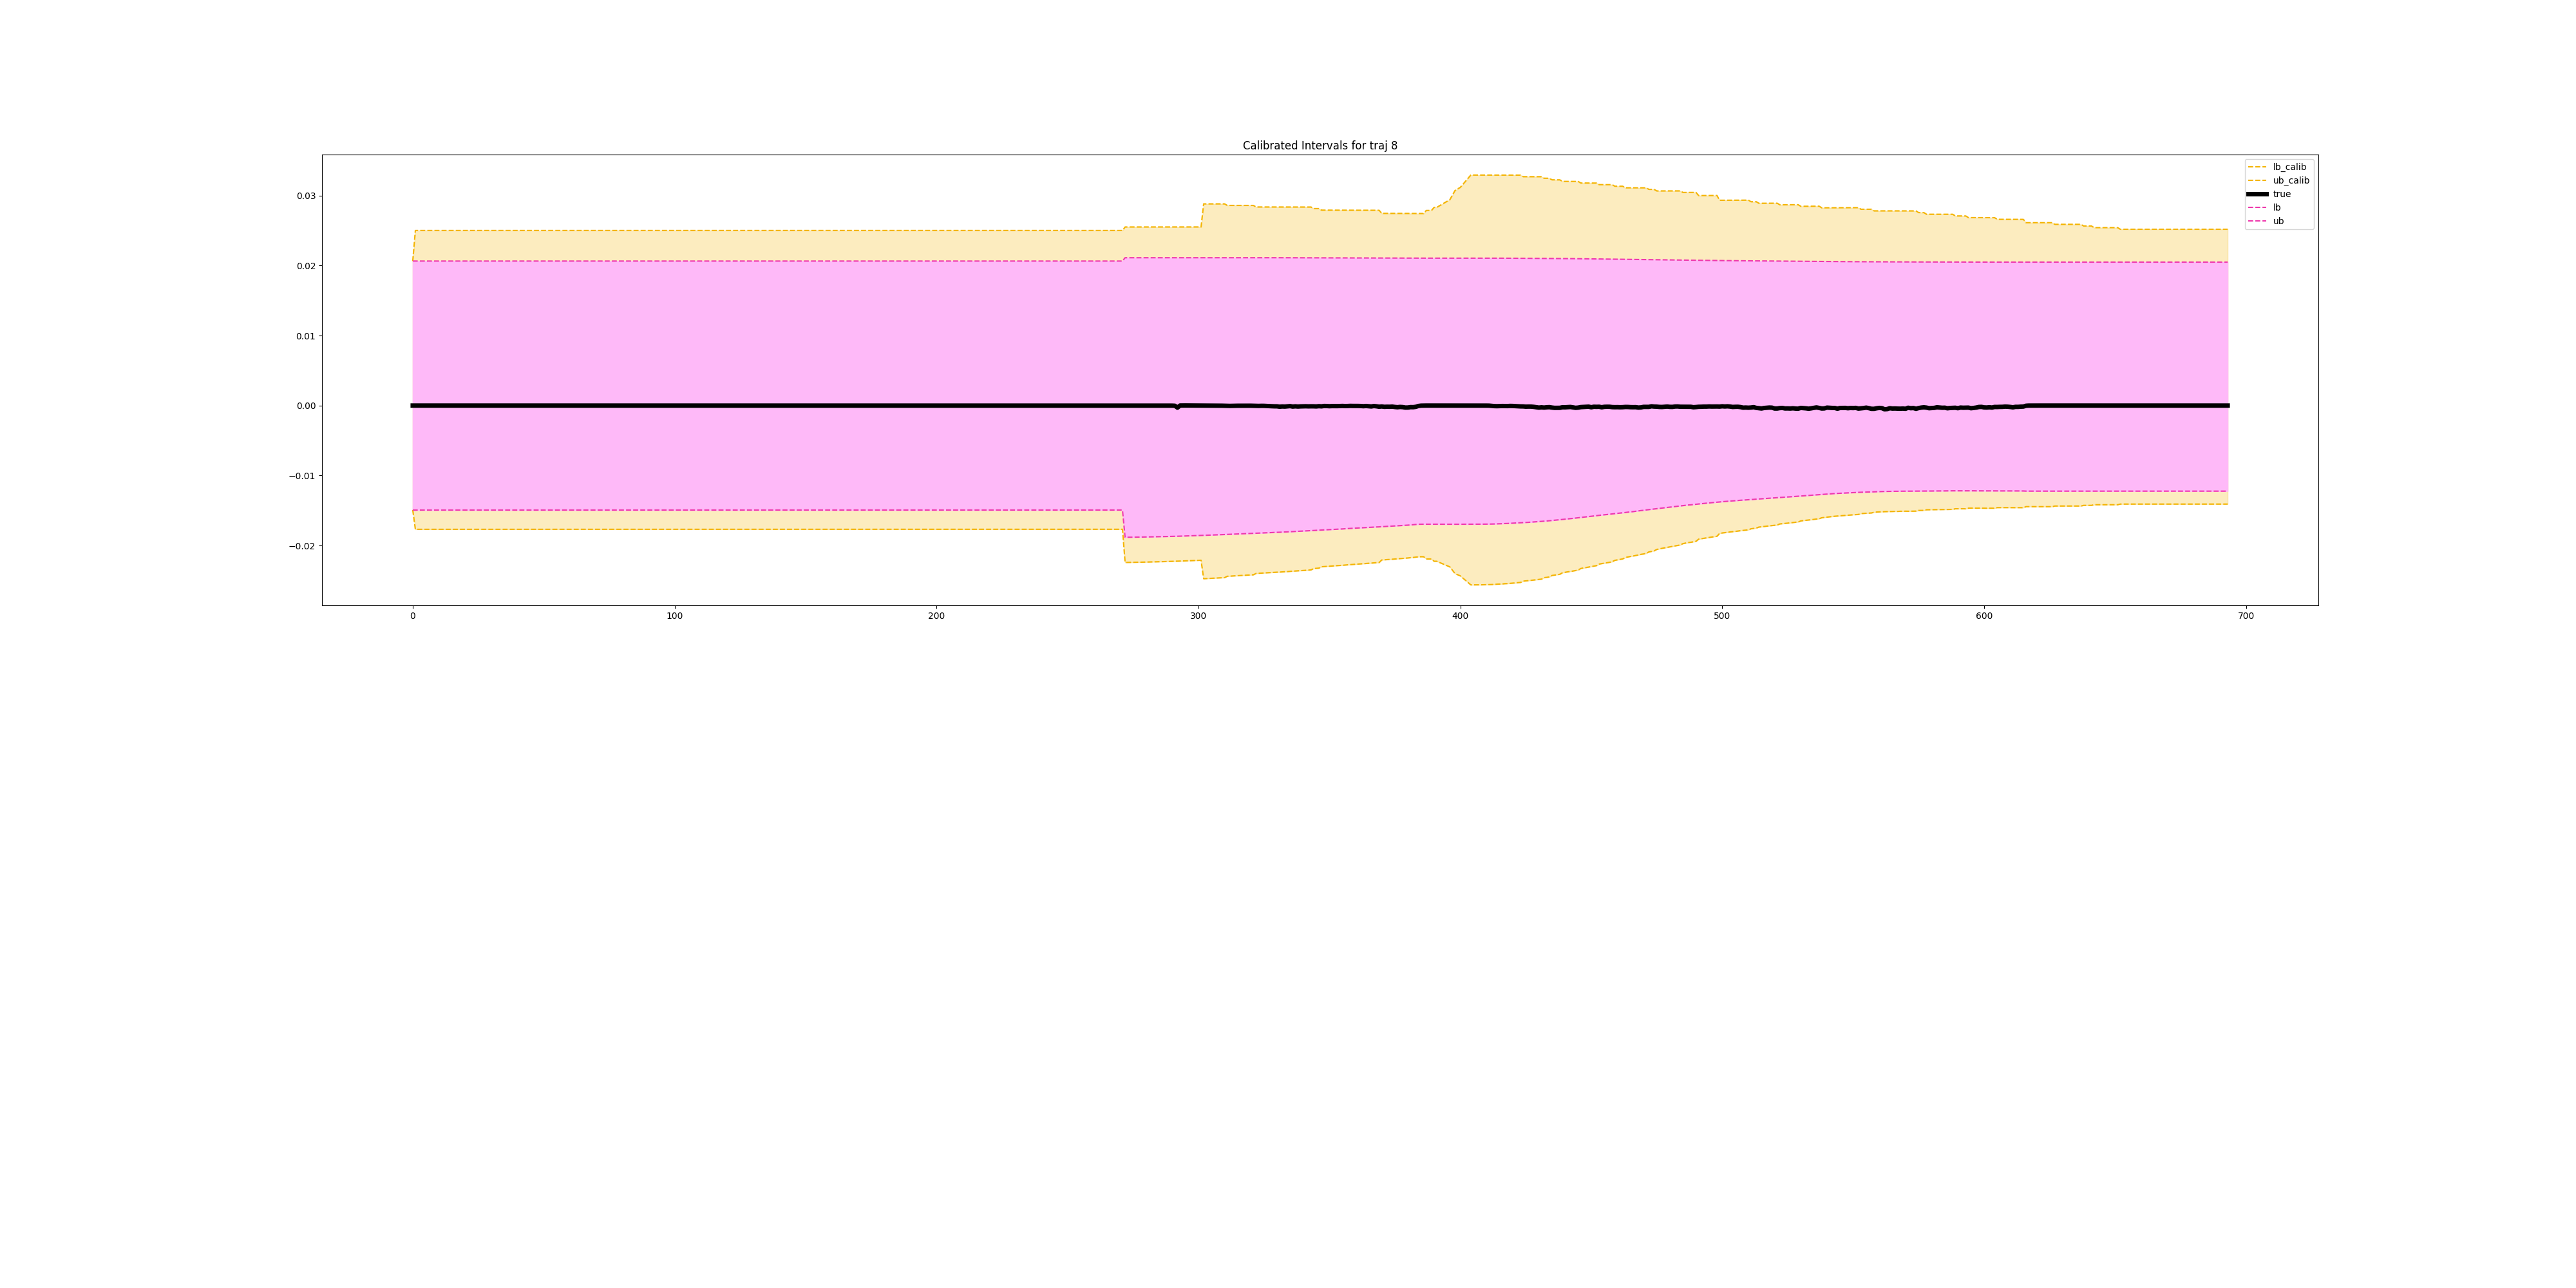 Calibrated Intervals for traj 8
lb_calib
ub_calib
true
lb
ub
0.03
0.02
0.01
0.00
−0.01
−0.02
0 100 200 300 400 500 600 700